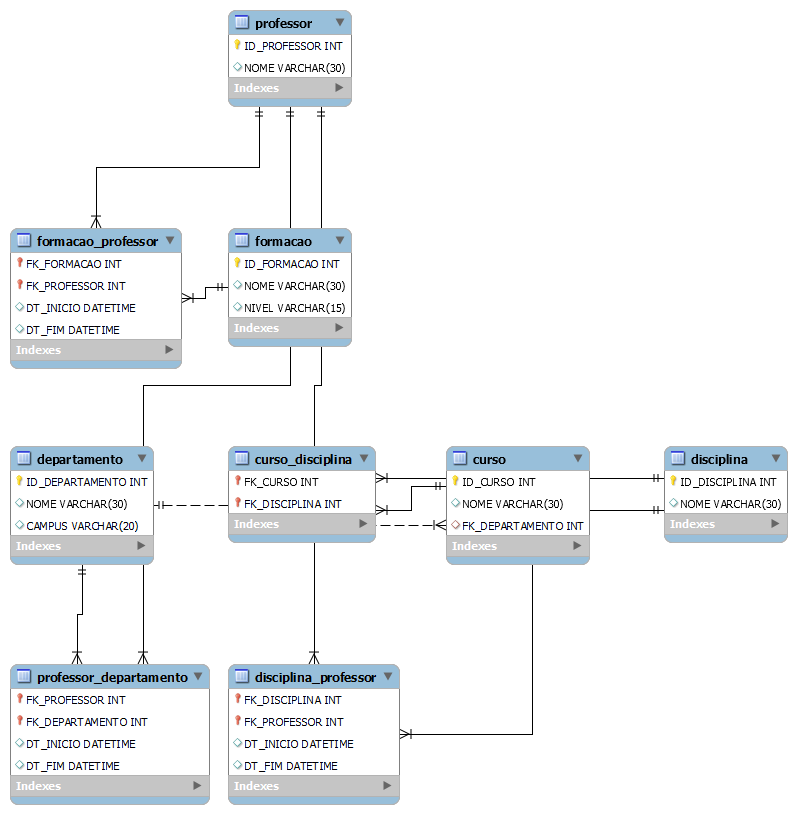 professor
ID_PROFESSOR INT
NOME VARCHAR(30)
Indexes
formacao_professor
FK_FORMACAO INT
FK_PROFESSOR INT
DT_INICIO DATETIME
DT_FIM DATETIME
Indexes
formacao
ID_FORMACAO INT
NOME VARCHAR(30)
NIVEL VARCHAR(15)
Indexes
departamento
ID_DEPARTAMENTO INT
NOME VARCHAR(30)
CAMPUS VARCHAR(20)
Indexes
curso_disciplina
FK_CURSO INT
FK_DISCIPLINA INT
Indexes
curso
ID_CURSO INT
NOME VARCHAR(30)
FK_DEPARTAMENTO INT
Indexes
disciplina
ID_DISCIPLINA INT
NOME VARCHAR(30)
Indexes
professor_departamento
FK_PROFESSOR INT
FK_DEPARTAMENTO INT
DT_INICIO DATETIME
DT_FIM DATETIME
Indexes
disciplina_professor
FK_DISCIPLINA INT
FK_PROFESSOR INT
DT_INICIO DATETIME
DT_FIM DATETIME
Indexes